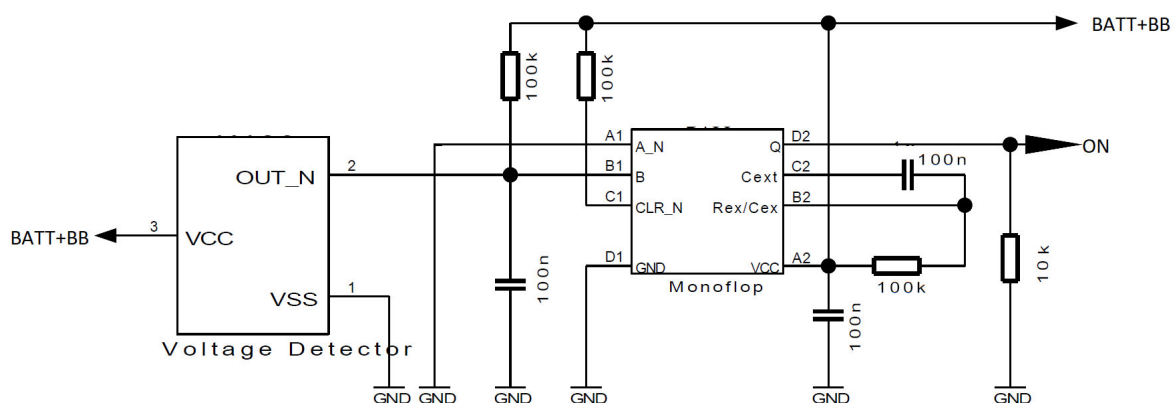 BATT+BB
100k
100k
A1
D2
A_N
Q
ON
OUT_N
2
B1
B
C2
Cext
100n
C1
CLR_N
Rex/Cex
B2
BATT+BB
3
VCC
D1
GND
VCC
A2
100k
10k
100n
Monoflop
100n
VSS
1
Voltage Detector
GND
GND
GND
GND
GND
GND